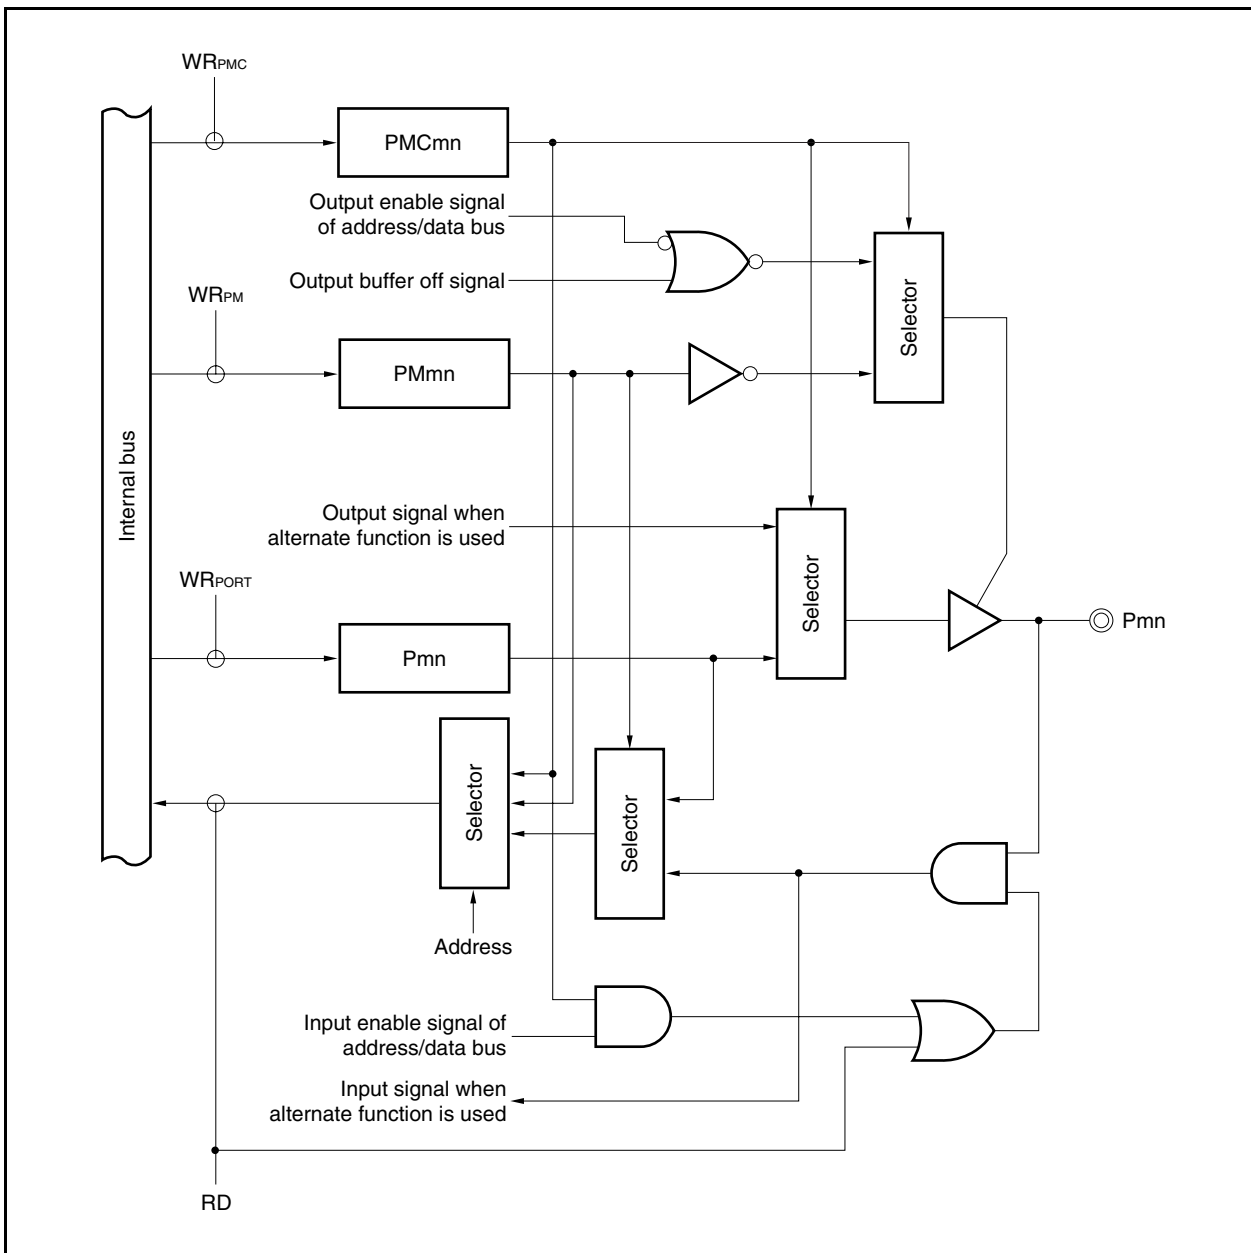 WRPMC
PMCmn
Output enable signal
of address/data bus
Output buffer off signal
Selector
WRPM
PMmn
Internal bus
Output signal when
alternate function is used
Selector
WRPORT
Pmn
Pmn
Selector
Selector
Address
Input enable signal of
address/data bus
Input signal when
alternate function is used
RD